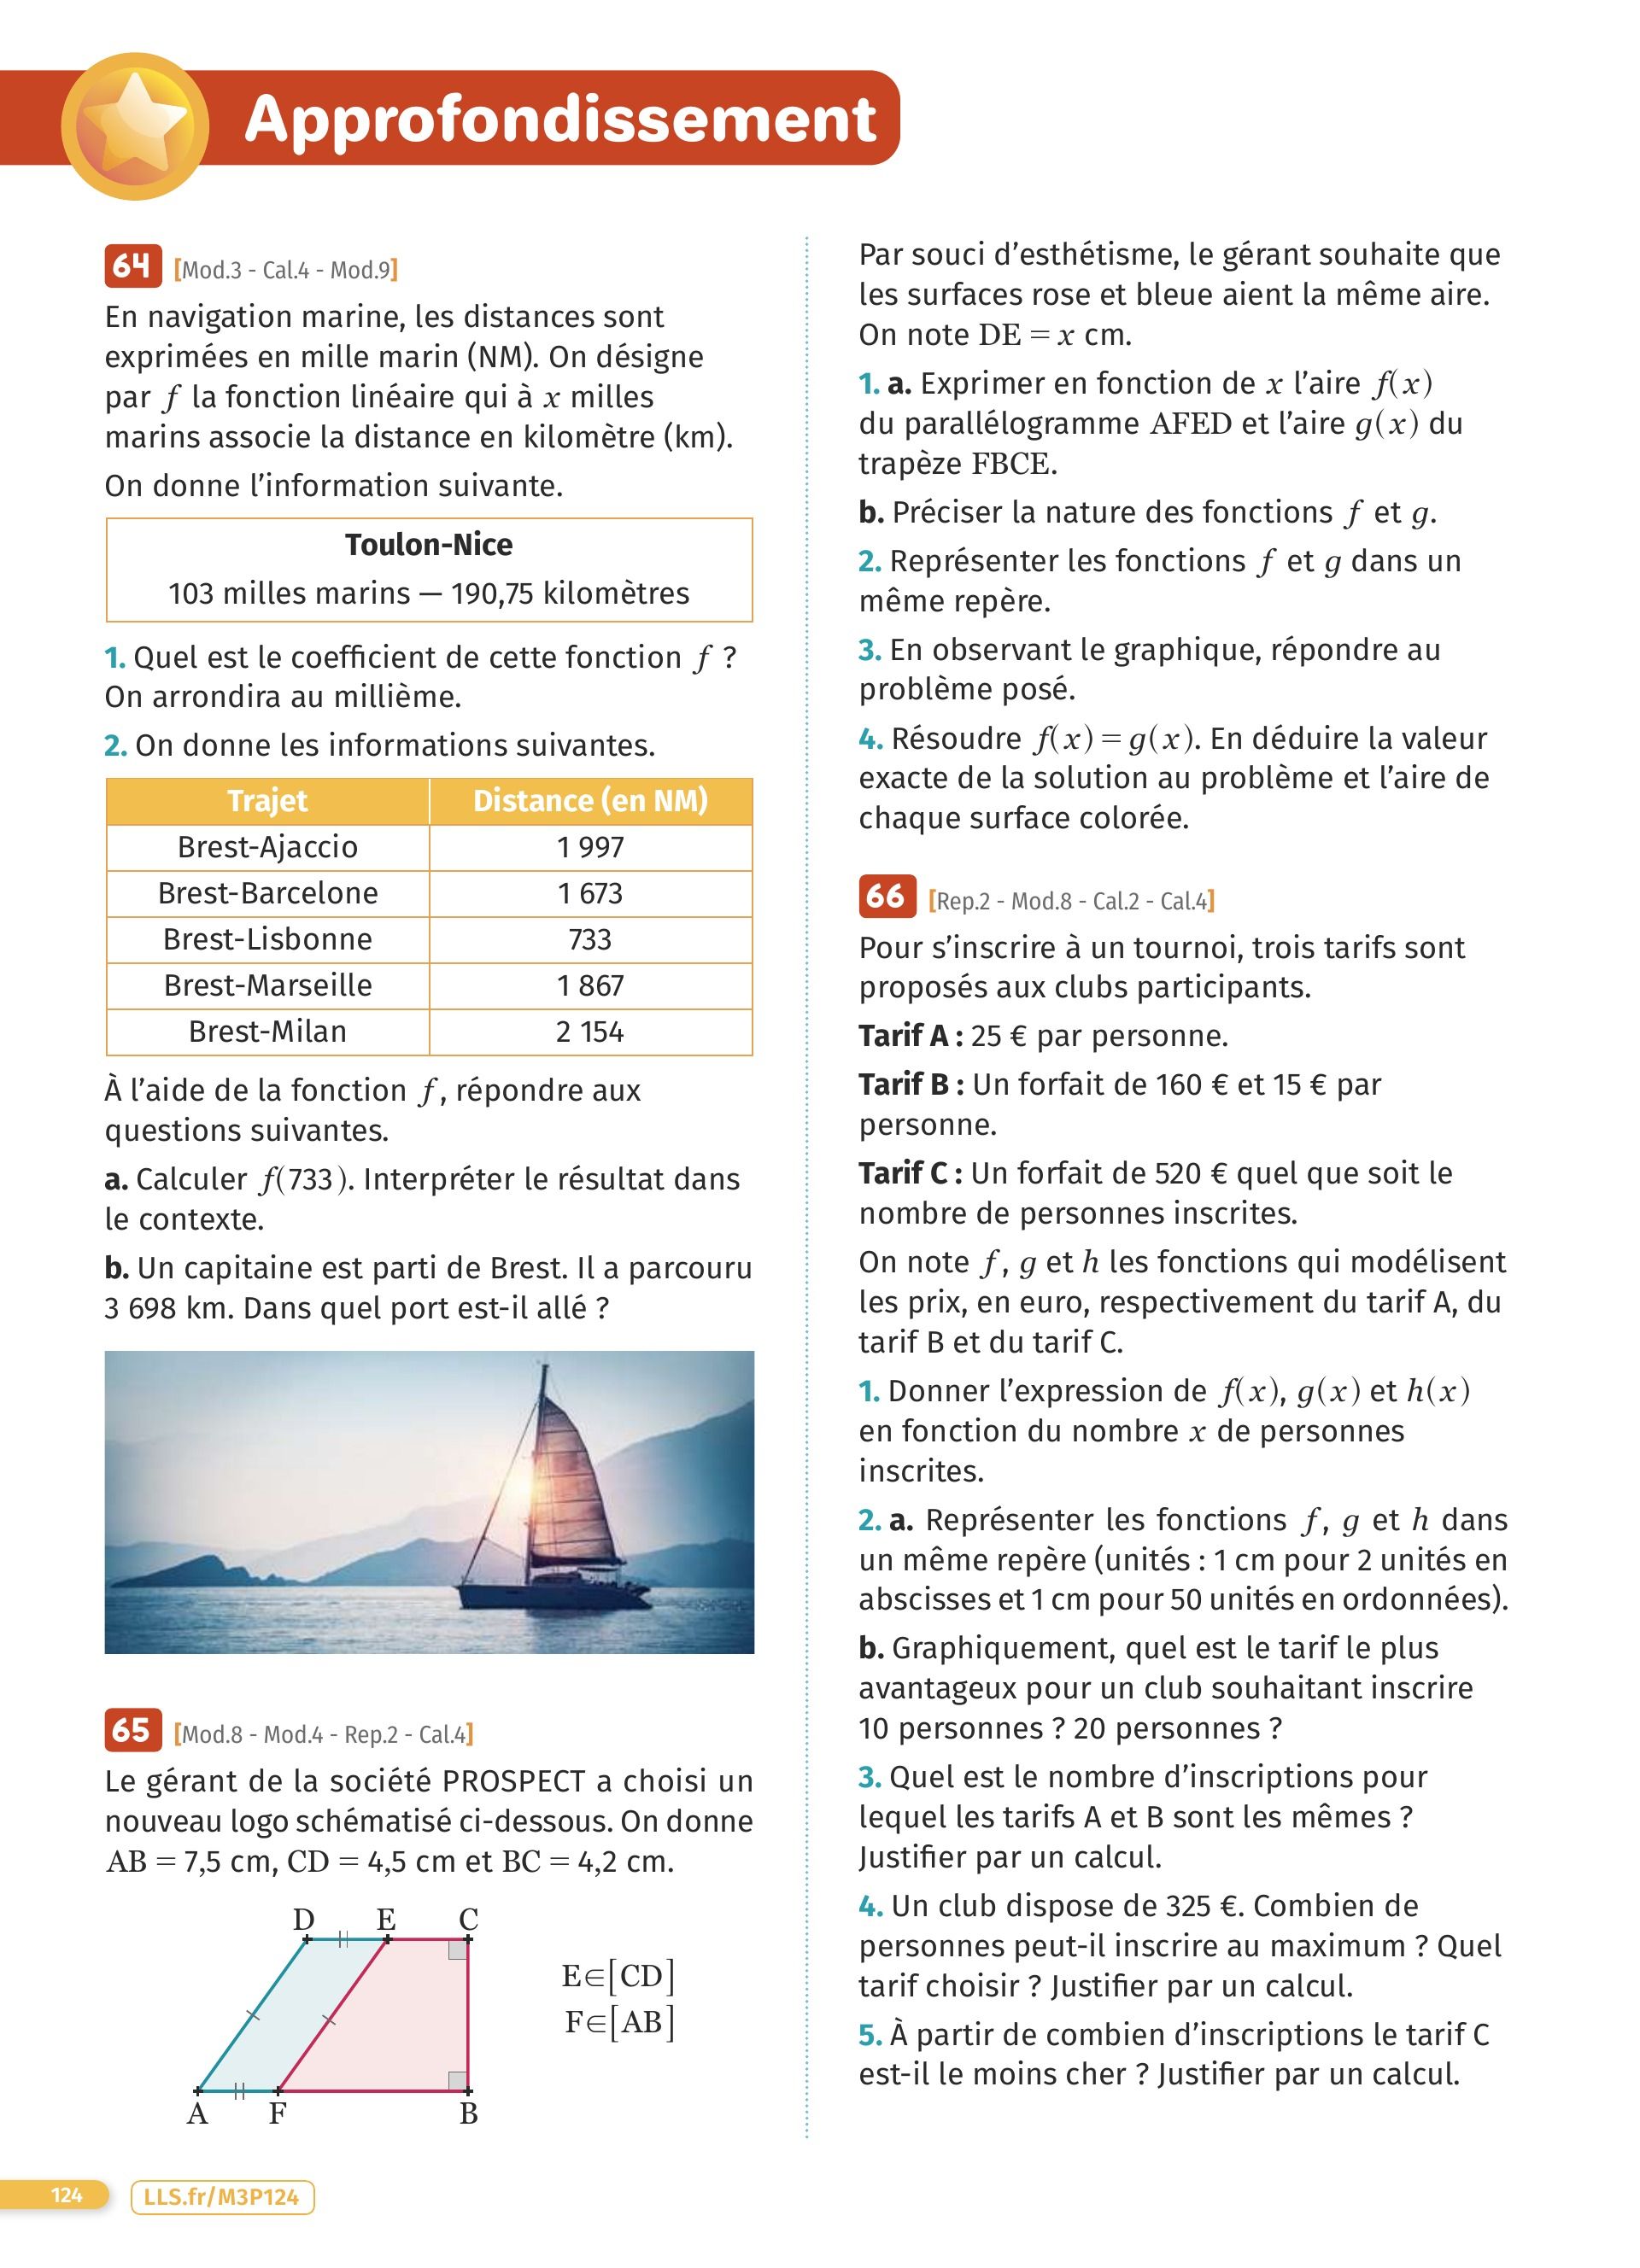 Approfondissement
64 [Mod.3 - Cal.4 - Mod.9]
En navigation marine, les distances sont
exprimées en mille marin (NM). On désigne
par f la fonction linéaire qui à x milles
marins associe la distance en kilomètre (km).
On donne l’information suivante.
Toulon-Nice
103 milles marins — 190,75 kilomètres
1. Quel est le coefficient de cette fonction f ?
On arrondira au millième.
2. On donne les informations suivantes.
Trajet Distance (en NM)
Brest-Ajaccio 1 997
Brest-Barcelone 1 673
Brest-Lisbonne 733
Brest-Marseille 1 867
Brest-Milan 2 154
À l’aide de la fonction f, répondre aux
questions suivantes.
a. Calculer f(733). Interpréter le résultat dans
le contexte.
b. Un capitaine est parti de Brest. Il a parcouru
3 698 km. Dans quel port est-il allé ?
65 [Mod.8 - Mod.4 - Rep.2 - Cal.4]
Le gérant de la société PROSPECT a choisi un
nouveau logo schématisé ci-dessous. On donne
AB = 7,5 cm, CD = 4,5 cm et BC = 4,2 cm.
D E C
E∈[CD]
F∈[AB]
A F B
Par souci d’esthétisme, le gérant souhaite que
les surfaces rose et bleue aient la même aire.
On note DE = x cm.
1. a. Exprimer en fonction de x l’aire f(x)
du parallélogramme AFED et l’aire g(x) du
trapèze FBCE.
b. Préciser la nature des fonctions f et g.
2. Représenter les fonctions f et g dans un
même repère.
3. En observant le graphique, répondre au
problème posé.
4. Résoudre f(x) = g(x). En déduire la valeur
exacte de la solution au problème et l’aire de
chaque surface colorée.
66 [Rep.2 - Mod.8 - Cal.2 - Cal.4]
Pour s’inscrire à un tournoi, trois tarifs sont
proposés aux clubs participants.
Tarif A : 25 € par personne.
Tarif B : Un forfait de 160 € et 15 € par
personne.
Tarif C : Un forfait de 520 € quel que soit le
nombre de personnes inscrites.
On note f, g et h les fonctions qui modélisent
les prix, en euro, respectivement du tarif A, du
tarif B et du tarif C.
1. Donner l’expression de f(x), g(x) et h(x)
en fonction du nombre x de personnes
inscrites.
2. a. Représenter les fonctions f, g et h dans
un même repère (unités : 1 cm pour 2 unités en
abscisses et 1 cm pour 50 unités en ordonnées).
b. Graphiquement, quel est le tarif le plus
avantageux pour un club souhaitant inscrire
10 personnes ? 20 personnes ?
3. Quel est le nombre d’inscriptions pour
lequel les tarifs A et B sont les mêmes ?
Justifier par un calcul.
4. Un club dispose de 325 €. Combien de
personnes peut-il inscrire au maximum ? Quel
tarif choisir ? Justifier par un calcul.
5. À partir de combien d’inscriptions le tarif C
est-il le moins cher ? Justifier par un calcul.
124 LLS.fr/M3P124